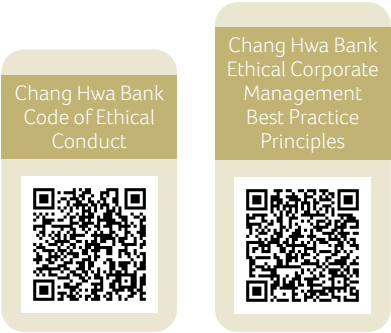 Chang Hwa Bank
Code of Ethical
Conduct
Chang Hwa Bank
Ethical Corporate
Management
Best Practice
Principles